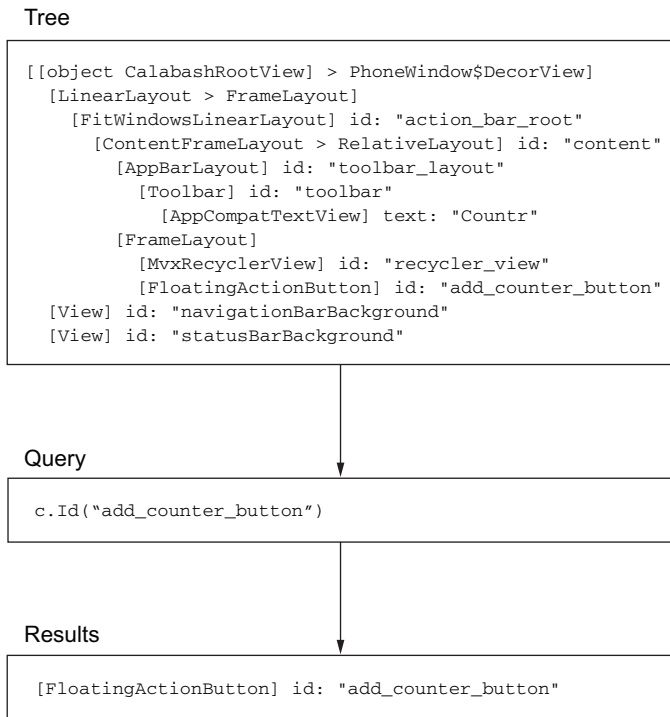 Tree
[[object CalabashRootView] > PhoneWindow$DecorView]
[LinearLayout > FrameLayout]
[FitWindowsLinearLayout] id: "action_bar_root"
[ContentFrameLayout > RelativeLayout] id: "content"
[AppBarLayout] id: "toolbar_layout"
[Toolbar] id: "toolbar"
[AppCompatTextView] text: "Countr"
[FrameLayout]
[MvxRecyclerView] id: "recycler_view"
[FloatingActionButton] id: "add_counter_button"
[View] id: "navigationBarBackground"
[View] id: "statusBarBackground"
Query
c.Id(“add_counter_button”)
Results
[FloatingActionButton] id: "add_counter_button"